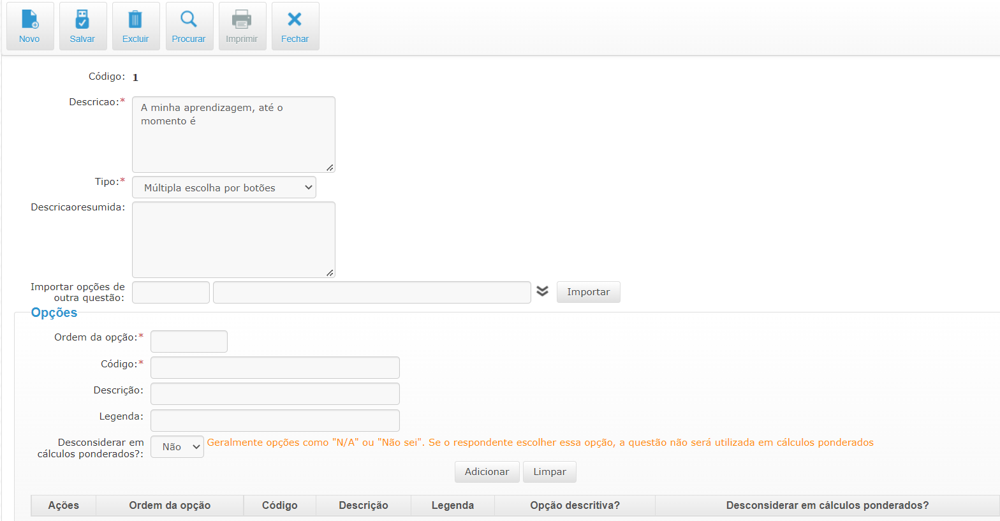 Novo Salvar Excluir Procurar Imprimir Fechar
Código: 1
Descricao:* A minha aprendizagem, até o
momento é
Tipo:* Múltipla escolha por botões
Descricaoresumida:
Importar opções de
outra questão: Importar
Opções
Ordem da opção:*
Código:*
Descrição:
Legenda:
Desconsiderar em
cálculos ponderados?: Não Geralmente opções como "N/A" ou "Não sei". Se o respondente escolher essa opção, a questão não será utilizada em cálculos ponderados
Adicionar Limpar
Ações Ordem da opção Código Descrição Legenda Opção descritiva? Desconsiderar em cálculos ponderados?